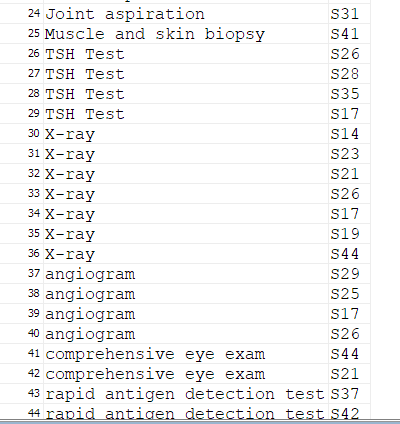 24 Joint aspiration S31
25 Muscle and skin biopsy S41
26 TSH Test S26
27 TSH Test S28
28 TSH Test S35
29 TSH Test S17
30 X-ray S14
31 X-ray S23
32 X-ray S21
33 X-ray S26
34 X-ray S17
35 X-ray S19
36 X-ray S44
37 angiogram S29
38 angiogram S25
39 angiogram S17
40 angiogram S26
41 comprehensive eye exam S44
42 comprehensive eye exam S21
43 rapid antigen detection test S37
44 rapid antigen detection test S42